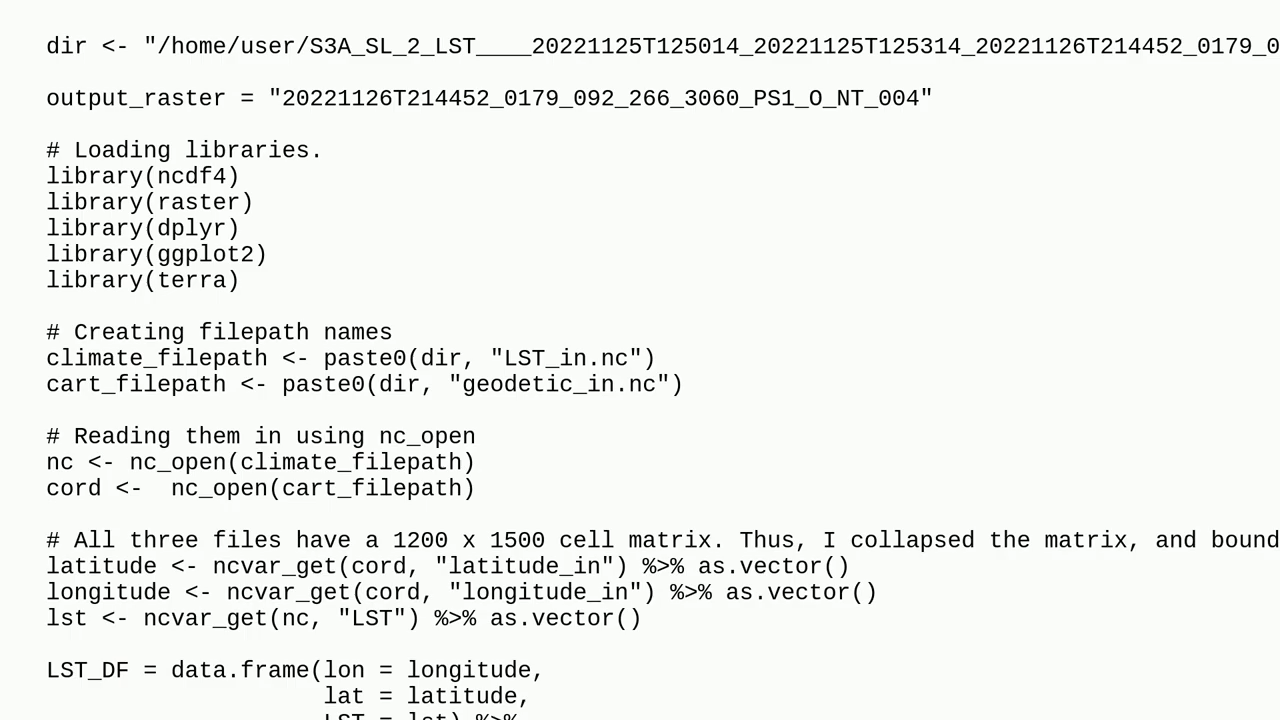 dir <- "/home/user/S3A_SL_2_LST____20221125T125014_20221125T125314_20221126T214452_0179_0
output_raster = "20221126T214452_0179_092_266_3060_PS1_O_NT_004"
# Loading libraries.
library(ncdf4)
library(raster)
library(dplyr)
library(ggplot2)
library(terra)
# Creating filepath names
climate_filepath <- paste0(dir, "LST_in.nc")
cart_filepath <- paste0(dir, "geodetic_in.nc")
# Reading them in using nc_open
nc <- nc_open(climate_filepath)
cord <-  nc_open(cart_filepath)
# All three files have a 1200 x 1500 cell matrix. Thus, I collapsed the matrix, and bound
latitude <- ncvar_get(cord, "latitude_in") %>% as.vector()
longitude <- ncvar_get(cord, "longitude_in") %>% as.vector()
lst <- ncvar_get(nc, "LST") %>% as.vector()
LST_DF = data.frame(lon = longitude,
                    lat = latitude,
                    LST = lst) %>%